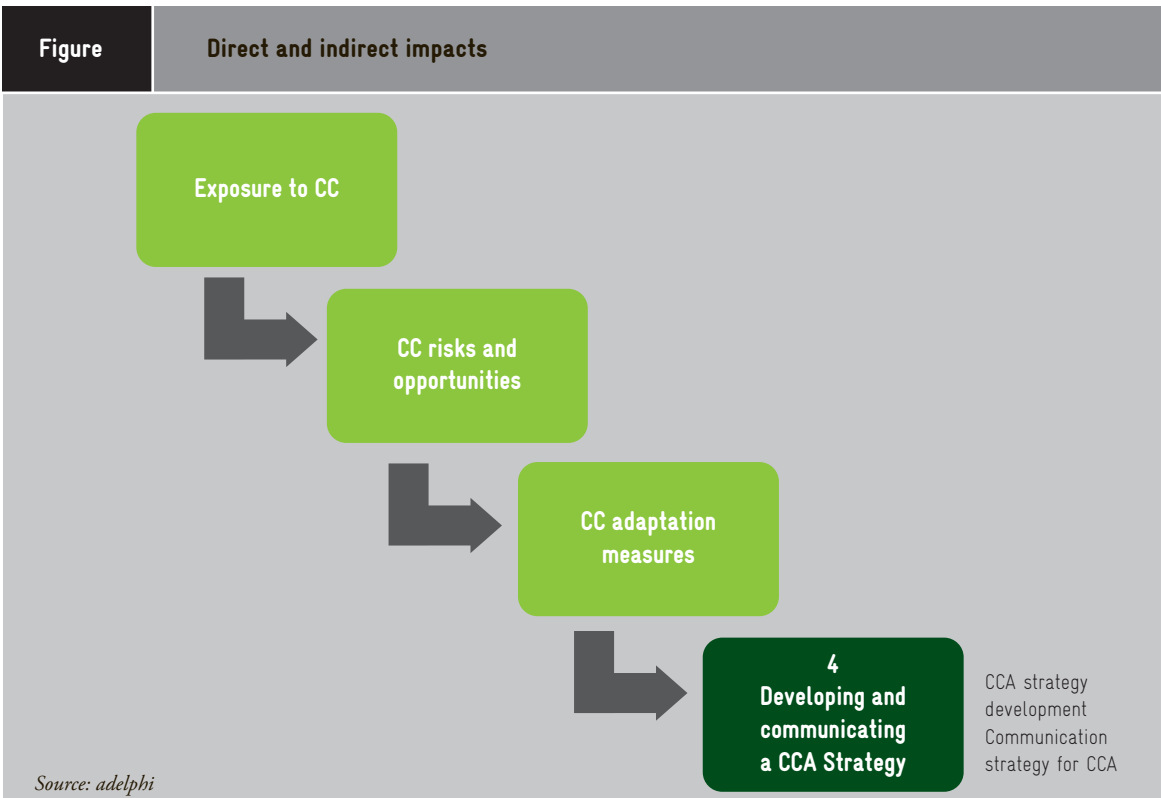 Figure
Direct and indirect impacts
Exposure to CC
CC risks and
opportunities
CC adaptation
measures
4
Developing and
communicating
a CCA Strategy
CCA strategy
development
Communication
strategy for CCA
Source: adelphi